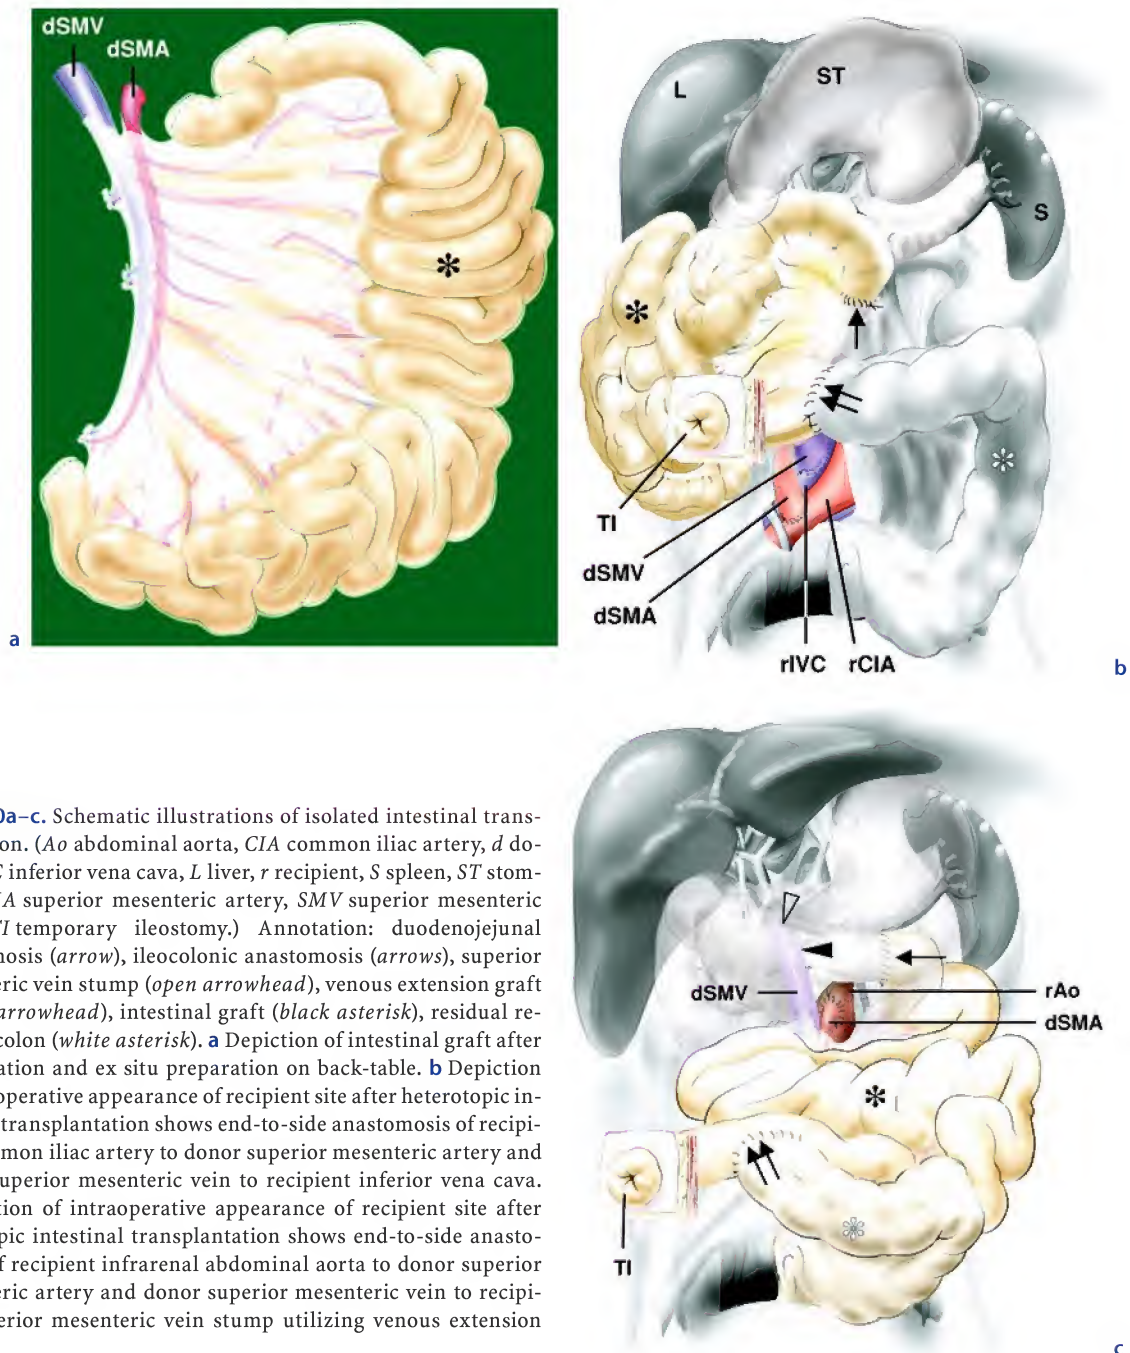 dSMV
dSMA
a
L
ST
S
TI
dSMV
dSMA
rIVC rCIA
b
0a–c. Schematic illustrations of isolated intestinal trans-
on. (Ao abdominal aorta, CIA common iliac artery, d do-
C inferior vena cava, L liver, r recipient, S spleen, ST stom-
IA superior mesenteric artery, SMV superior mesenteric
TI temporary ileostomy.) Annotation: duodenojejunal
nosis (arrow), ileocolonic anastomosis (arrows), superior
eric vein stump (open arrowhead), venous extension graft
arrowhead), intestinal graft (black asterisk), residual re-
colon (white asterisk). a Depiction of intestinal graft after
ation and ex situ preparation on back-table. b Depiction
operative appearance of recipient site after heterotopic in-
transplantation shows end-to-side anastomosis of recipi-
mmon iliac artery to donor superior mesenteric artery and
superior mesenteric vein to recipient inferior vena cava.
tion of intraoperative appearance of recipient site after
pic intestinal transplantation shows end-to-side anasto-
f recipient infrarenal abdominal aorta to donor superior
eric artery and donor superior mesenteric vein to recipi-
erior mesenteric vein stump utilizing venous extension
dSMV
rAo
dSMA
TI
c